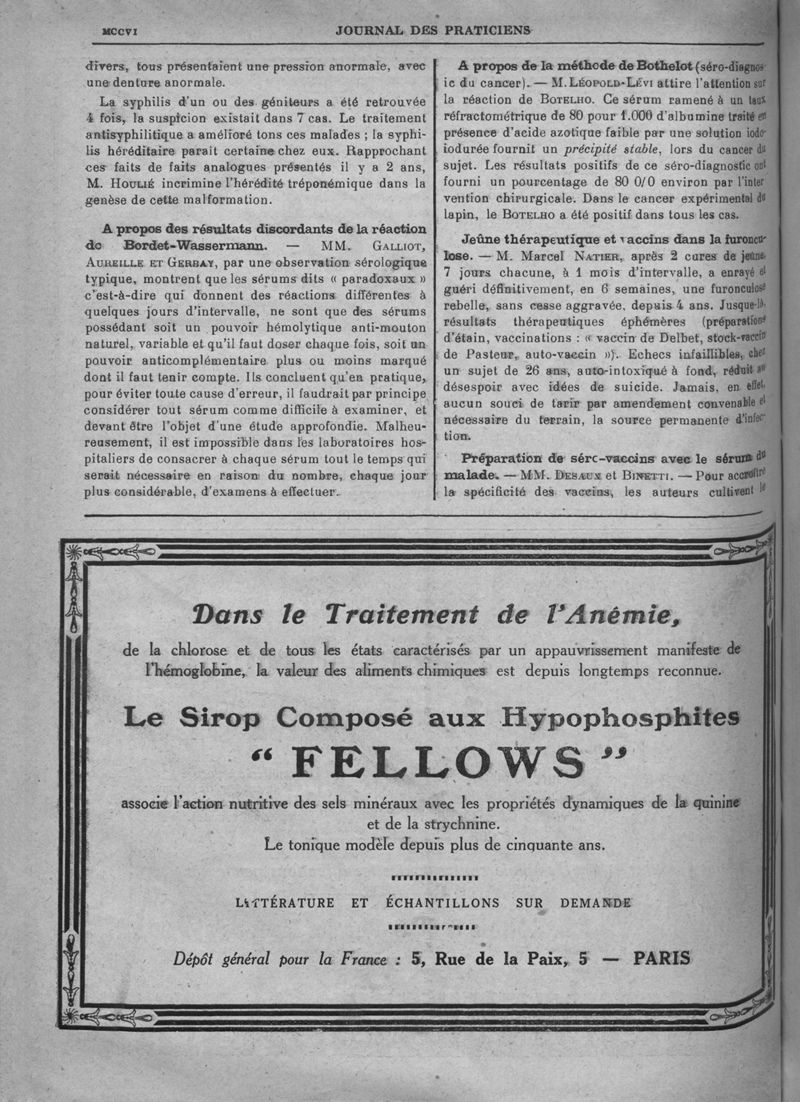 MCCVI
JOURNAL DES PRATICIENS
divers, tous présentaient une pression anormale, avec
une denture anormale.
La syphilis d'un ou des géniteurs a été retrouvée
4 fois, la suspicion existait dans 7 cas. Le traitement
antisyphilitique a amélioré tons ces malades ; la syphi-
lis héréditaire parait certaine chez eux. Rapprochant
ces faits de faits analogues présentés il y a 2 ans,
M. HOULIÉ incrimine l'hérédité tréponémique dans la
genèse de cette malformation.
A propos des résultats discordants de la réaction
de Bordet-Wassermann. — MM. GALLIOT,
AUREILLE ET GERBAY, par une observation sérologique
typique, montrent que les sérums dits « paradoxaux »
c'est-à-dire qui donnent des réactions différentes à
quelques jours d'intervalle, ne sont que des sérums
possédant soit un pouvoir hémolytique anti-mouton
naturel, variable et qu'il faut doser chaque fois, soit un
pouvoir anticomplémentaire plus ou moins marqué
dont il faut tenir compte. Ils concluent qu'en pratique,
pour éviter toute cause d'erreur, il faudrait par principe
considérer tout sérum comme difficile à examiner, et
devant être l'objet d'une étude approfondie. Malheu-
reusement, il est impossible dans les laboratoires hos-
pitaliers de consacrer à chaque sérum tout le temps qui
serait nécessaire en raison du nombre, chaque jour
plus considérable, d'examens à effectuer.
A propos de la méthode de Bothelot (séro-diagnos-
ic du cancer). — M. LÉOPOLD-LÉVI attire l'attention sur
la réaction de BOTELHO. Ce sérum ramené à un taux
réfractométrique de 80 pour 1.000 d'albumine traité en
présence d'acide azotique faible par une solution iodo-
iodurée fournit un précipité stable, lors du cancer du
sujet. Les résultats positifs de ce séro-diagnostic ont
fourni un pourcentage de 80 0/0 environ par l'inter
vention chirurgicale. Dans le cancer expérimental du
lapin, le BOTELHO a été positif dans tous les cas.
Jeûne thérapeutique et vaccins dans la furoncu-
lose. — M. Marcel NATIER, après 2 cures de jeûne,
7 jours chacune, à 1 mois d'intervalle, a enrayé et
guéri définitivement, en 6 semaines, une furonculose
rebelle, sans cesse aggravée, depuis 4 ans. Jusque-là,
résultats thérapeutiques éphémères (préparations
d'étain, vaccinations : « vaccin de Delbet, stock-vaccin
de Pasteur, auto-vaccin »). Echecs infaillibles, chez
un sujet de 26 ans, auto-intoxiqué à fond, réduit au
désespoir avec idées de suicide. Jamais, en effet,
aucun souci de tarir par amendement convenable et
nécessaire du terrain, la source permanente d'infec-
tion.
Préparation de séro-vaccins avec le sérum du
malade. — MM. DESAUX et BINETTI. — Pour accroître
la spécificité des vaccins, les auteurs cultivent le
Dans le Traitement de l'Anémie,
de la chlorose et de tous les états caractérisés par un appauvrissement manifeste de
l'hémoglobine, la valeur des aliments chimiques est depuis longtemps reconnue.
Le Sirop Composé aux Hypophosphites
“ FELLOWS ”
associe l'action nutritive des sels minéraux avec les propriétés dynamiques de la quinine
et de la strychnine.
Le tonique modèle depuis plus de cinquante ans.
LITTÉRATURE ET ÉCHANTILLONS SUR DEMANDE
Dépôt général pour la France : 5, Rue de la Paix, 5 — PARIS